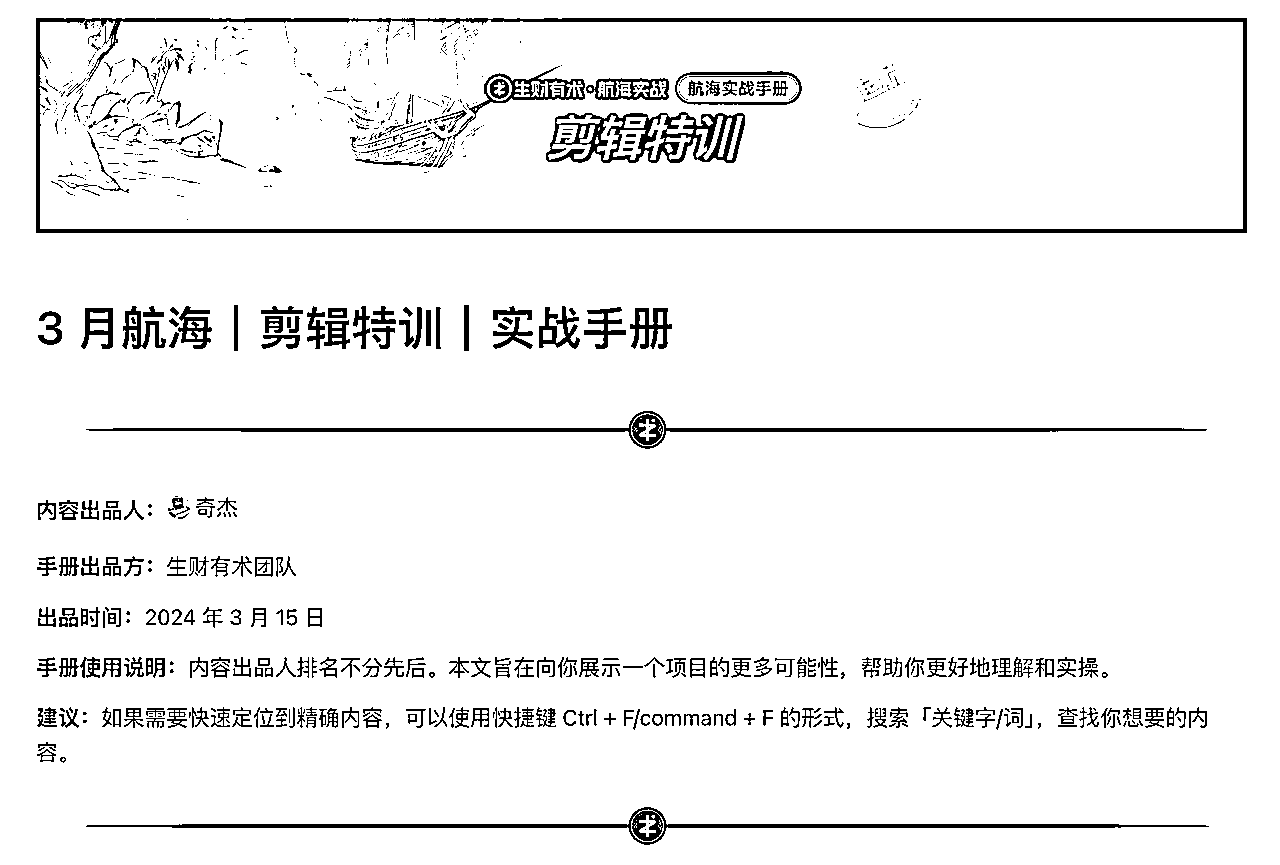 生财有术·航海实战 航海实战手册
剪辑特训
3 月航海｜剪辑特训｜实战手册
内容出品人：奇杰
手册出品方：生财有术团队
出品时间：2024 年 3 月 15 日
手册使用说明：内容出品人排名不分先后。本文旨在向你展示一个项目的更多可能性，帮助你更好地理解和实操。
建议：如果需要快速定位到精确内容，可以使用快捷键 Ctrl + F/command + F 的形式，搜索「关键字/词」，查找你想要的内
容。